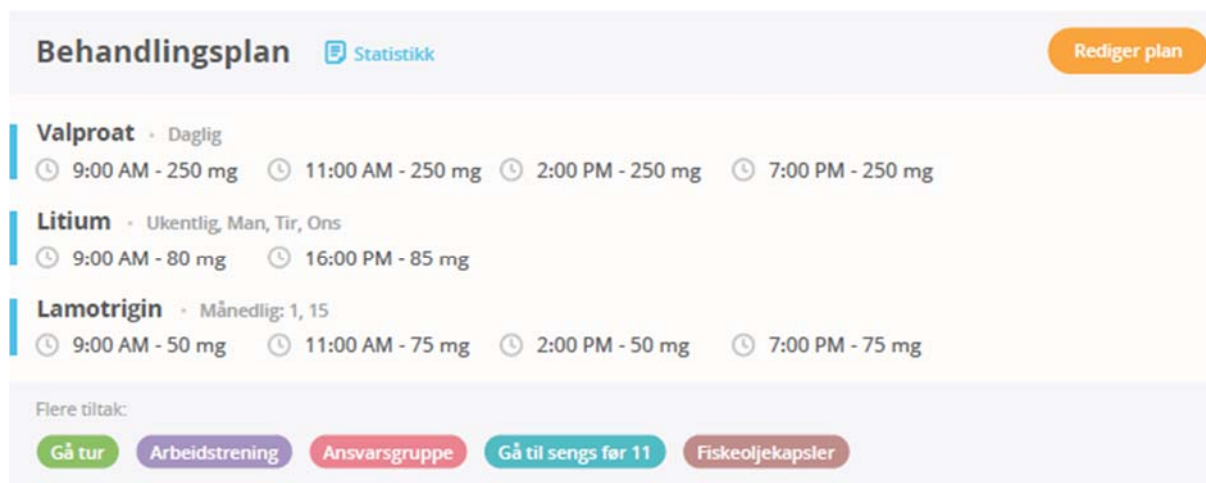 Behandlingsplan Statistikk Rediger plan
Valproat · Daglig
9:00 AM - 250 mg 11:00 AM - 250 mg 2:00 PM - 250 mg 7:00 PM - 250 mg
Litium · Ukentlig, Man, Tir, Ons
9:00 AM - 80 mg 16:00 PM - 85 mg
Lamotrigin · Månedlig: 1, 15
9:00 AM - 50 mg 11:00 AM - 75 mg 2:00 PM - 50 mg 7:00 PM - 75 mg
Flere tiltak:
Gå tur Arbeidstrening Ansvarsgruppe Gå til sengs før 11 Fiskeoljekapsler